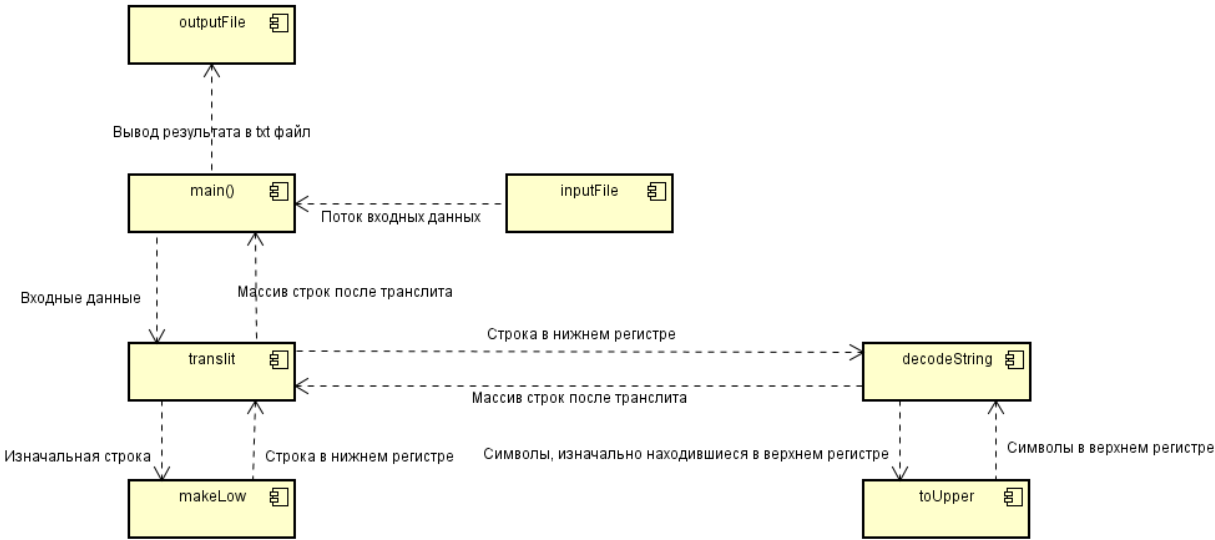 outputFile
Вывод результата в txt файл
main()
inputFile
Поток входных данных
Входные данные
Массив строк после транслита
Строка в нижнем регистре
translit
decodeString
Массив строк после транслита
Изначальная строка
Строка в нижнем регистре
Символы, изначально находившиеся в верхнем регистре
Символы в верхнем регистре
makeLow
toUpper